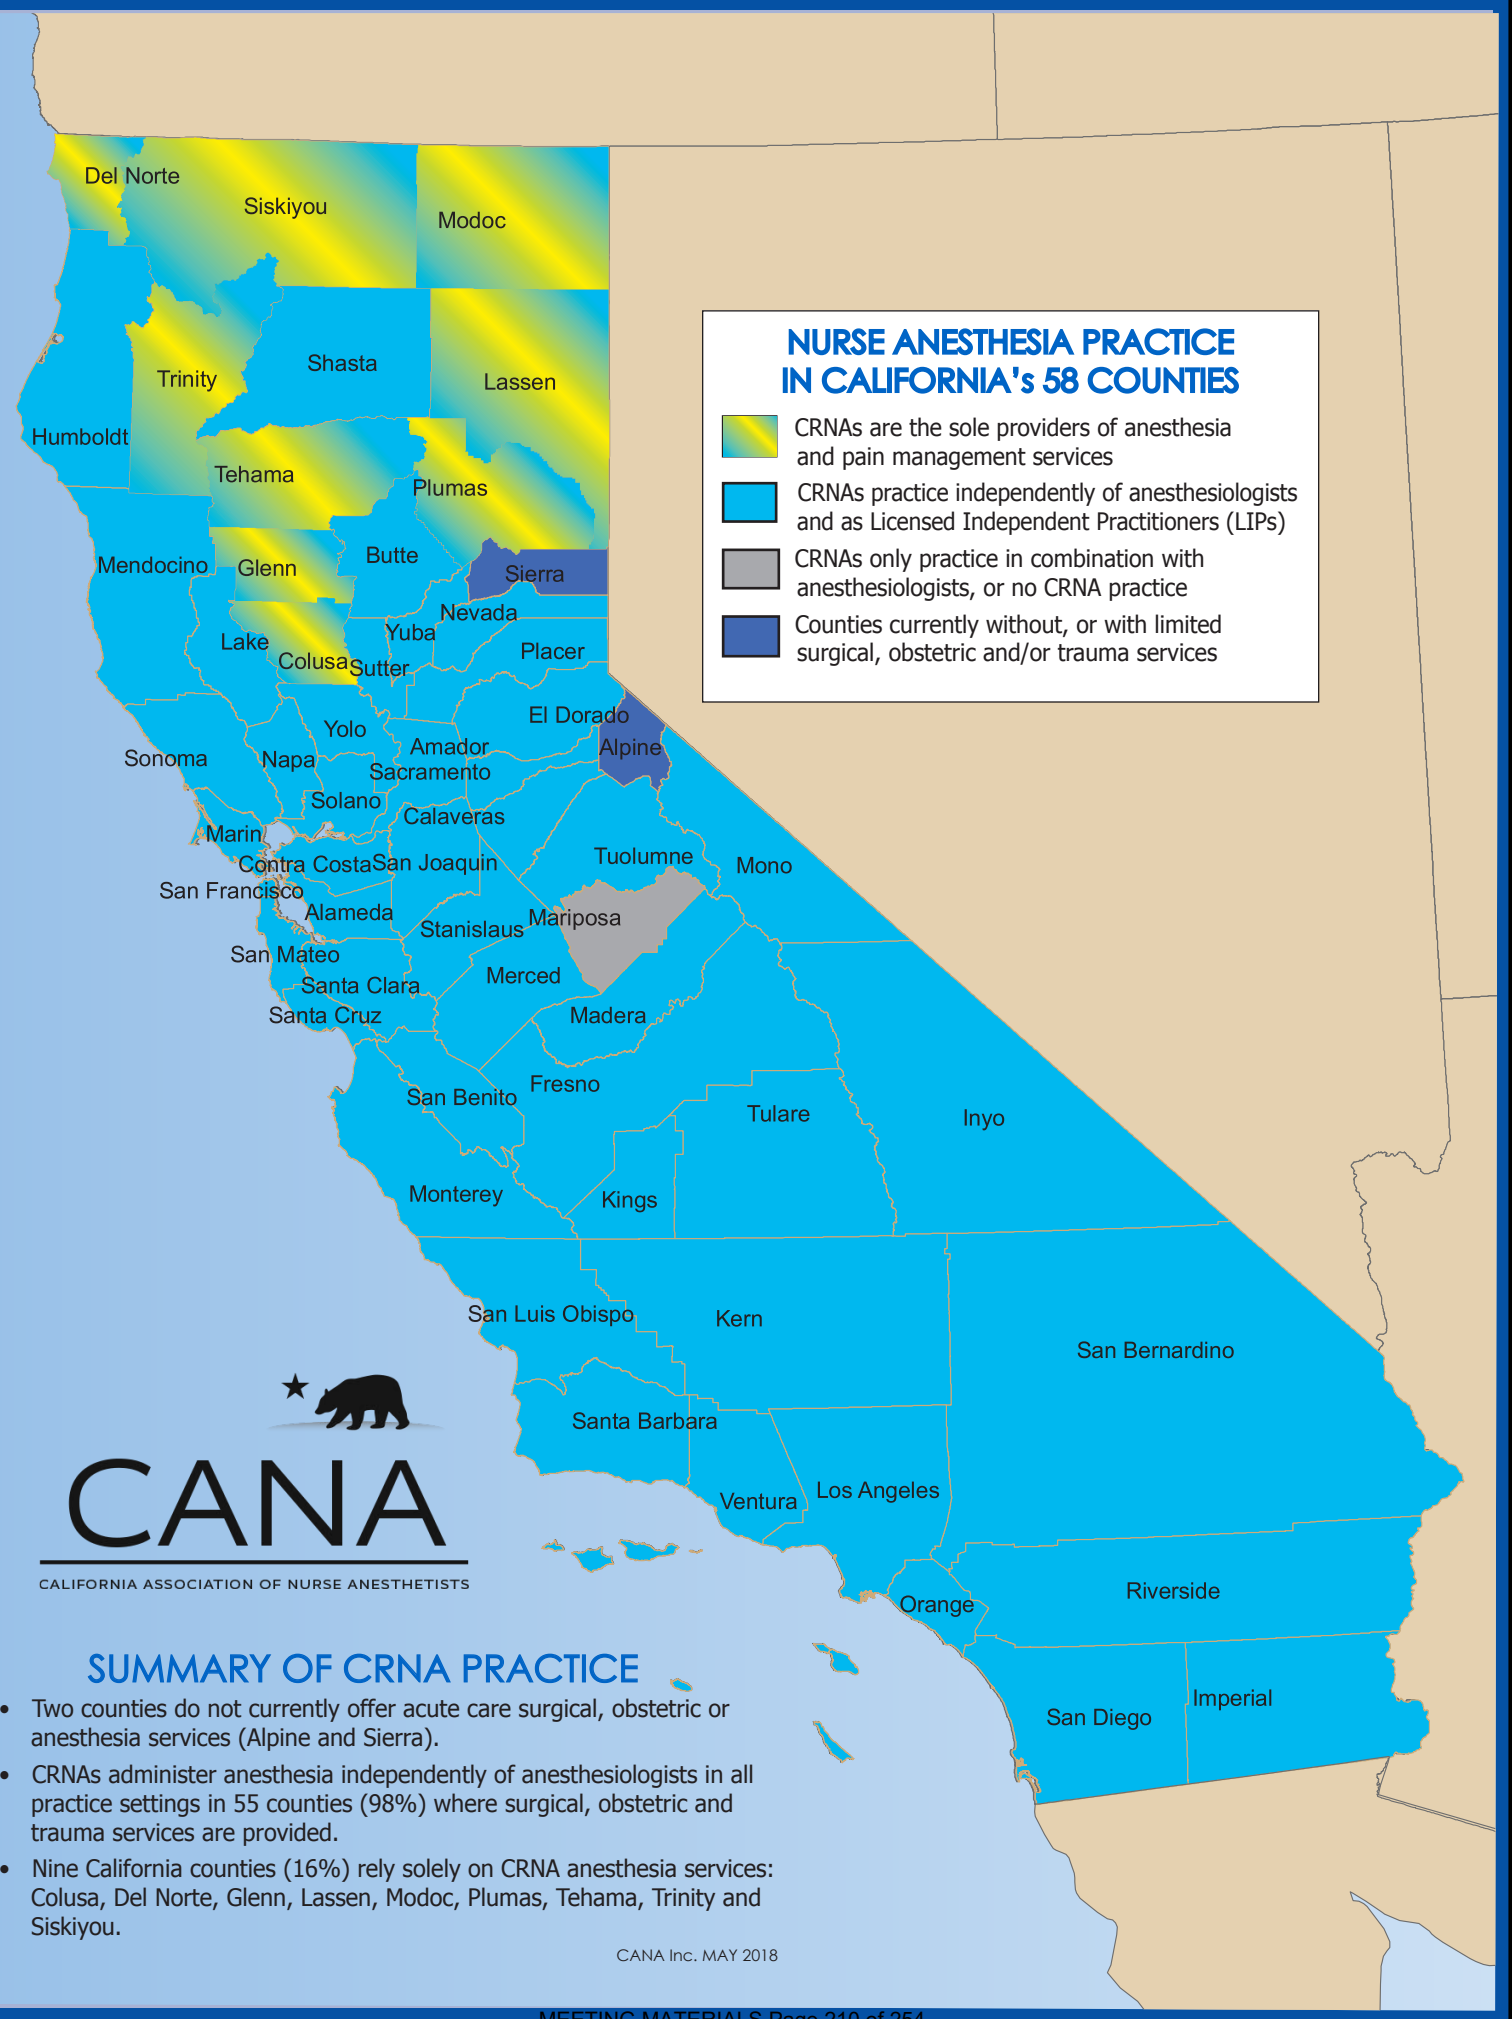 Del Norte
Siskiyou
Modoc
NURSE ANESTHESIA PRACTICE
IN CALIFORNIA's 58 COUNTIES
CRNAs are the sole providers of anesthesia
and pain management services
CRNAs practice independently of anesthesiologists
and as Licensed Independent Practitioners (LIPs)
CRNAs only practice in combination with
anesthesiologists, or no CRNA practice
Counties currently without, or with limited
surgical, obstetric and/or trauma services
Shasta
Trinity
Lassen
Humboldt
Tehama
Plumas
Butte
Mendocino
Glenn
Sierra
Nevada
Yuba
Lake
Placer
Colusa
Sutter
El Dorado
Yolo
Amador
Alpine
Sonoma
Napa
Sacramento
Solano
Calaveras
Marin
Tuolumne
Contra Costa
San Joaquin
Mono
San Francisco
Alameda
Mariposa
Stanislaus
San Mateo
Merced
Santa Clara
Santa Cruz
Madera
Fresno
San Benito
Tulare
Inyo
Monterey
Kings
San Luis Obispo
Kern
San Bernardino
Santa Barbara
Los Angeles
Ventura
Riverside
Orange
Imperial
San Diego
CANA
CALIFORNIA ASSOCIATION OF NURSE ANESTHETISTS
SUMMARY OF CRNA PRACTICE
• Two counties do not currently offer acute care surgical, obstetric or
anesthesia services (Alpine and Sierra).
• CRNAs administer anesthesia independently of anesthesiologists in all
practice settings in 55 counties (98%) where surgical, obstetric and
trauma services are provided.
• Nine California counties (16%) rely solely on CRNA anesthesia services:
Colusa, Del Norte, Glenn, Lassen, Modoc, Plumas, Tehama, Trinity and
Siskiyou.
CANA Inc. MAY 2018
MEETING MATERIALS Page 210 of 254